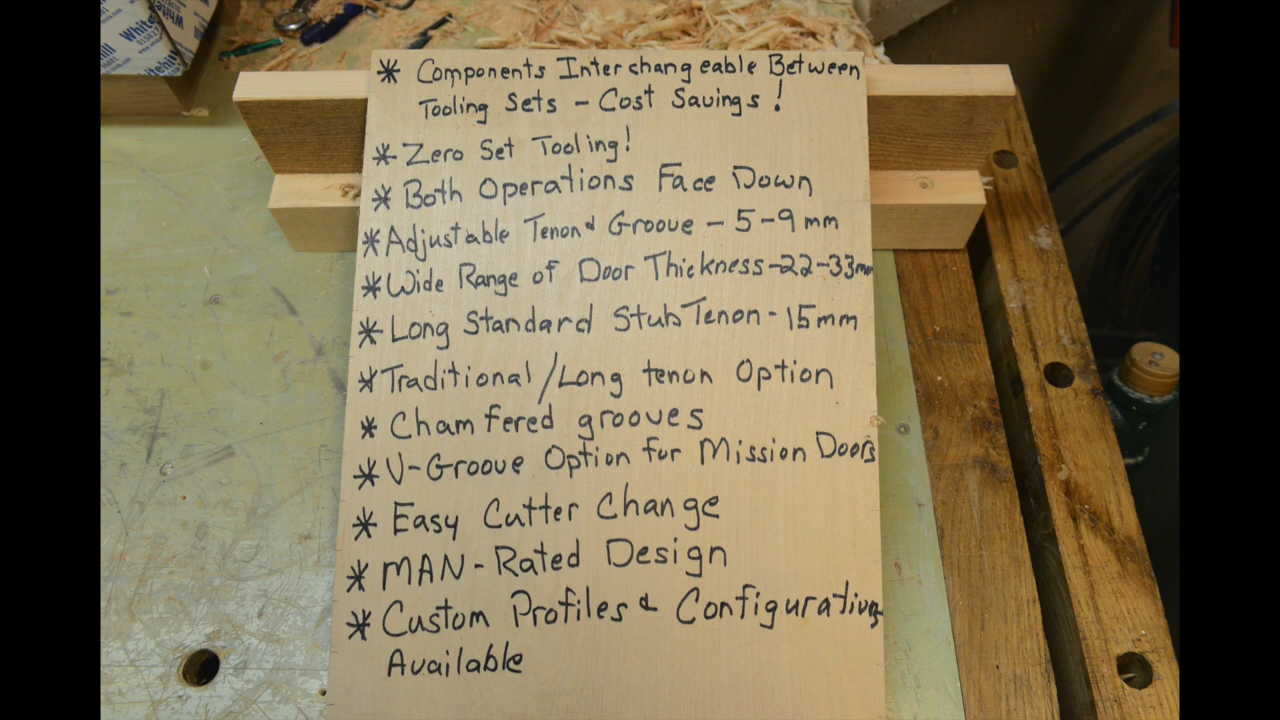 Whitehill
* Components Interchangeable Between
Tooling Sets - Cost Savings!
* Zero Set Tooling!
* Both Operations Face Down
* Adjustable Tenon & Groove - 5-9mm
* Wide Range of Door Thickness-22-33mm
* Long Standard Stub Tenon - 15mm
* Traditional/Long tenon Option
* Chamfered grooves
* V-Groove Option for Mission Doors
* Easy Cutter Change
* MAN-Rated Design
* Custom Profiles & Configurations
Available